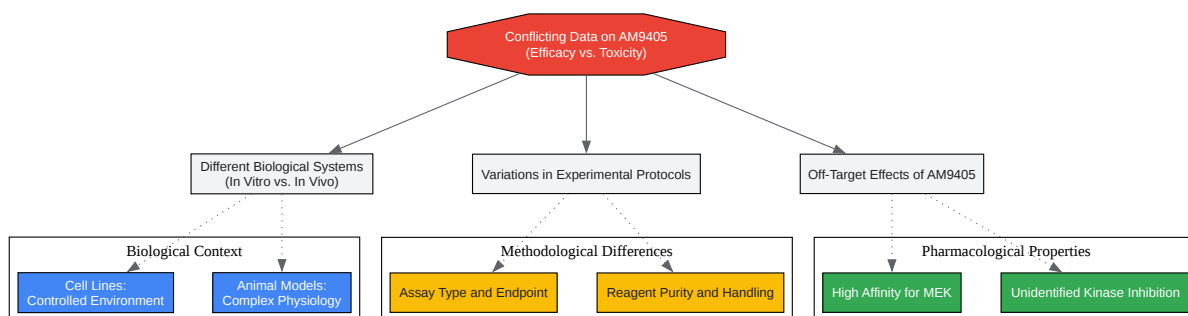 Conflicting Data on AM9405
(Efficacy vs. Toxicity)
Different Biological Systems
(In Vitro vs. In Vivo)
Variations in Experimental Protocols
Off-Target Effects of AM9405
Biological Context
Methodological Differences
Pharmacological Properties
Cell Lines:
Controlled Environment
Animal Models:
Complex Physiology
Assay Type and Endpoint
Reagent Purity and Handling
High Affinity for MEK
Unidentified Kinase Inhibition